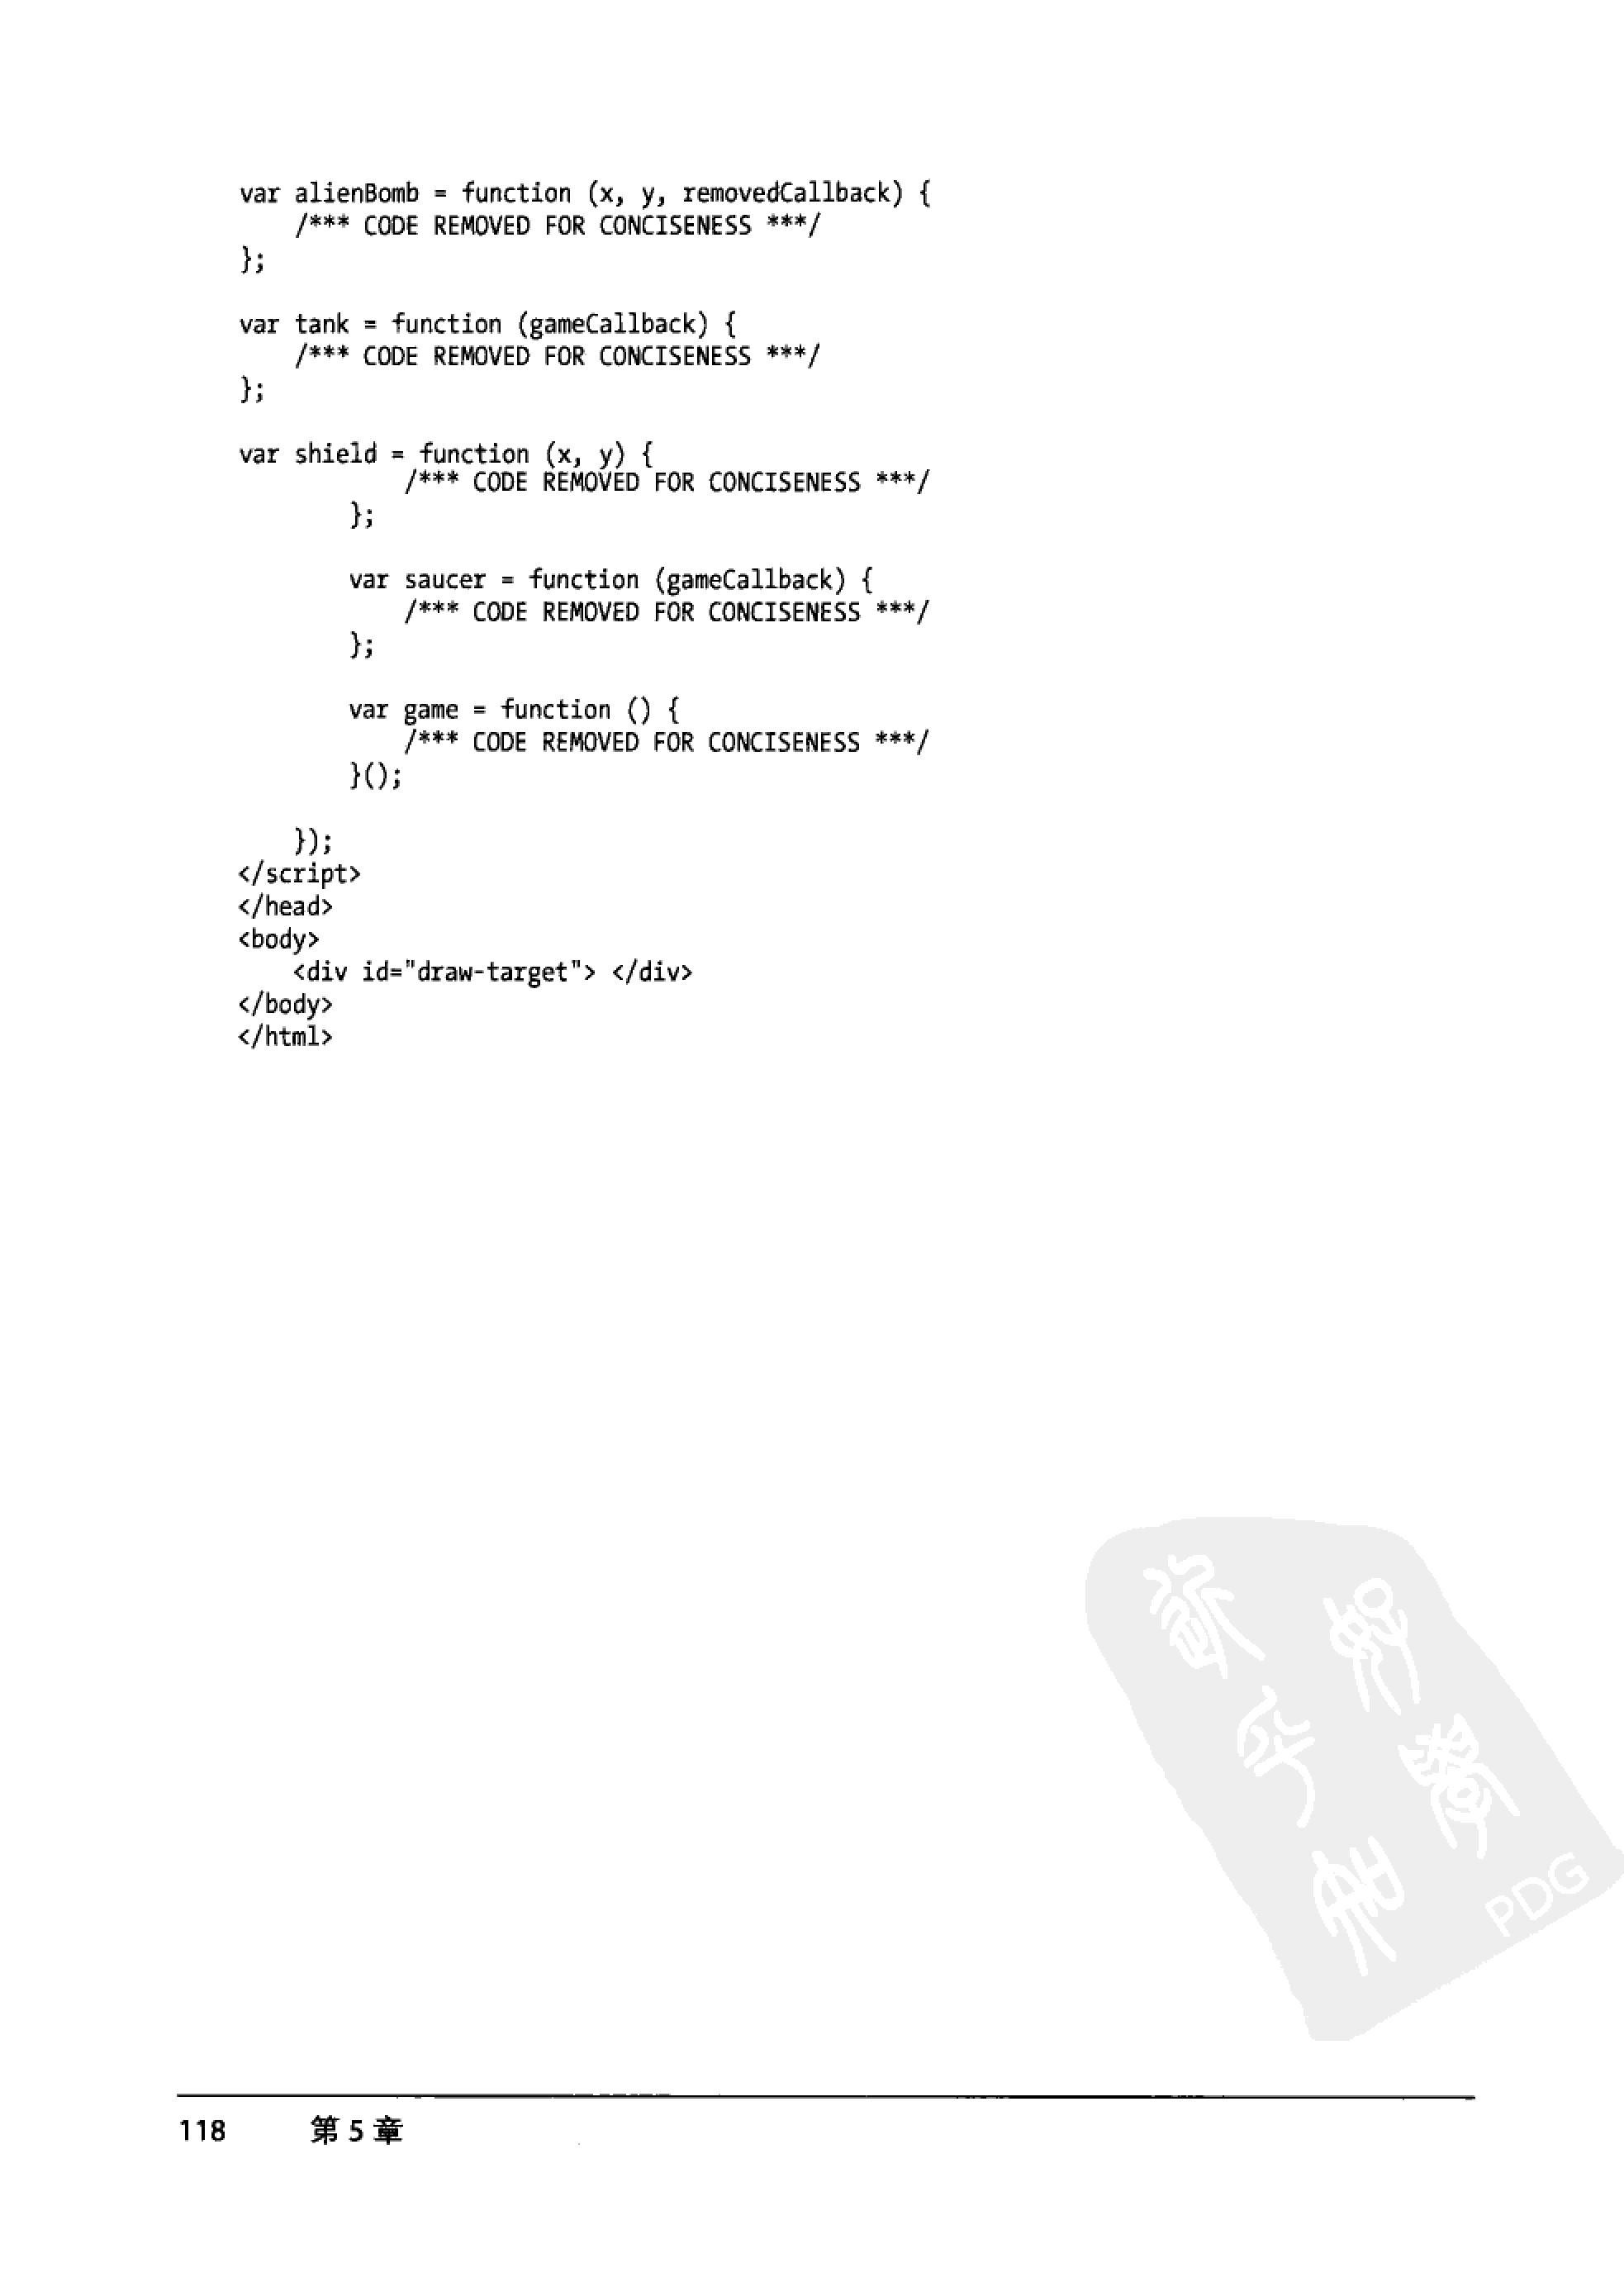 var alienBomb = function (x, y, removedCallback) {
    /*** CODE REMOVED FOR CONCISENESS ***/
};
var tank = function (gameCallback) {
    /*** CODE REMOVED FOR CONCISENESS ***/
};
var shield = function (x, y) {
            /*** CODE REMOVED FOR CONCISENESS ***/
        };
        var saucer = function (gameCallback) {
            /*** CODE REMOVED FOR CONCISENESS ***/
        };
        var game = function () {
            /*** CODE REMOVED FOR CONCISENESS ***/
        }();
    });
</script>
</head>
<body>
    <div id="draw-target"> </div>
</body>
</html>
PDG
118 第 5 章